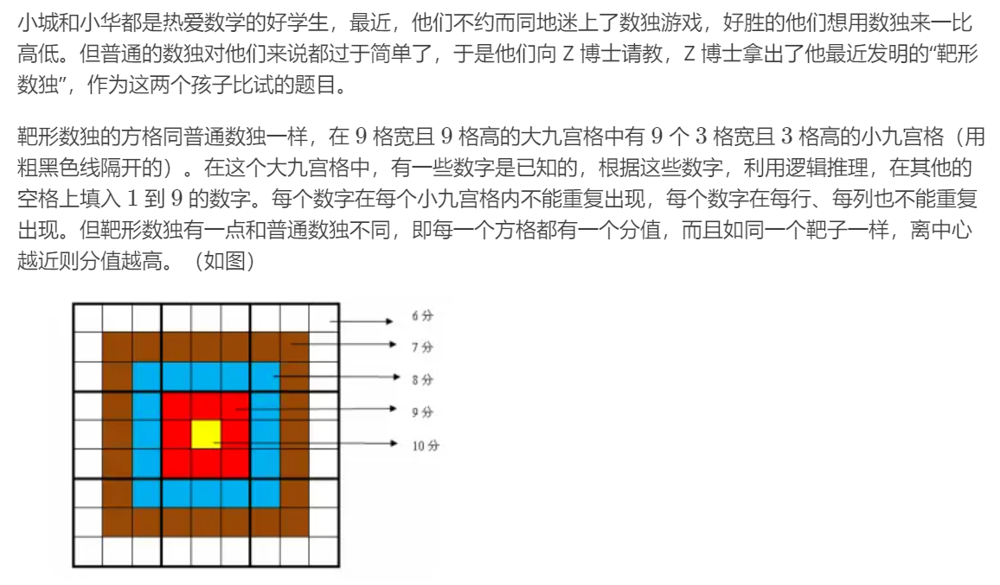 小城和小华都是热爱数学的好学生，最近，他们不约而同地迷上了数独游戏，好胜的他们想用数独来一比
高低。但普通的数独对他们来说都过于简单了，于是他们向 Z 博士请教，Z 博士拿出了他最近发明的“靶形
数独”，作为这两个孩子比试的题目。
靶形数独的方格同普通数独一样，在 9 格宽且 9 格高的大九宫格中有 9 个 3 格宽且 3 格高的小九宫格（用
粗黑色线隔开的）。在这个大九宫格中，有一些数字是已知的，根据这些数字，利用逻辑推理，在其他的
空格上填入 1 到 9 的数字。每个数字在每个小九宫格内不能重复出现，每个数字在每行、每列也不能重复
出现。但靶形数独有一点和普通数独不同，即每一个方格都有一个分值，而且如同一个靶子一样，离中心
越近则分值越高。（如图）
6 分
7 分
8 分
9 分
10 分